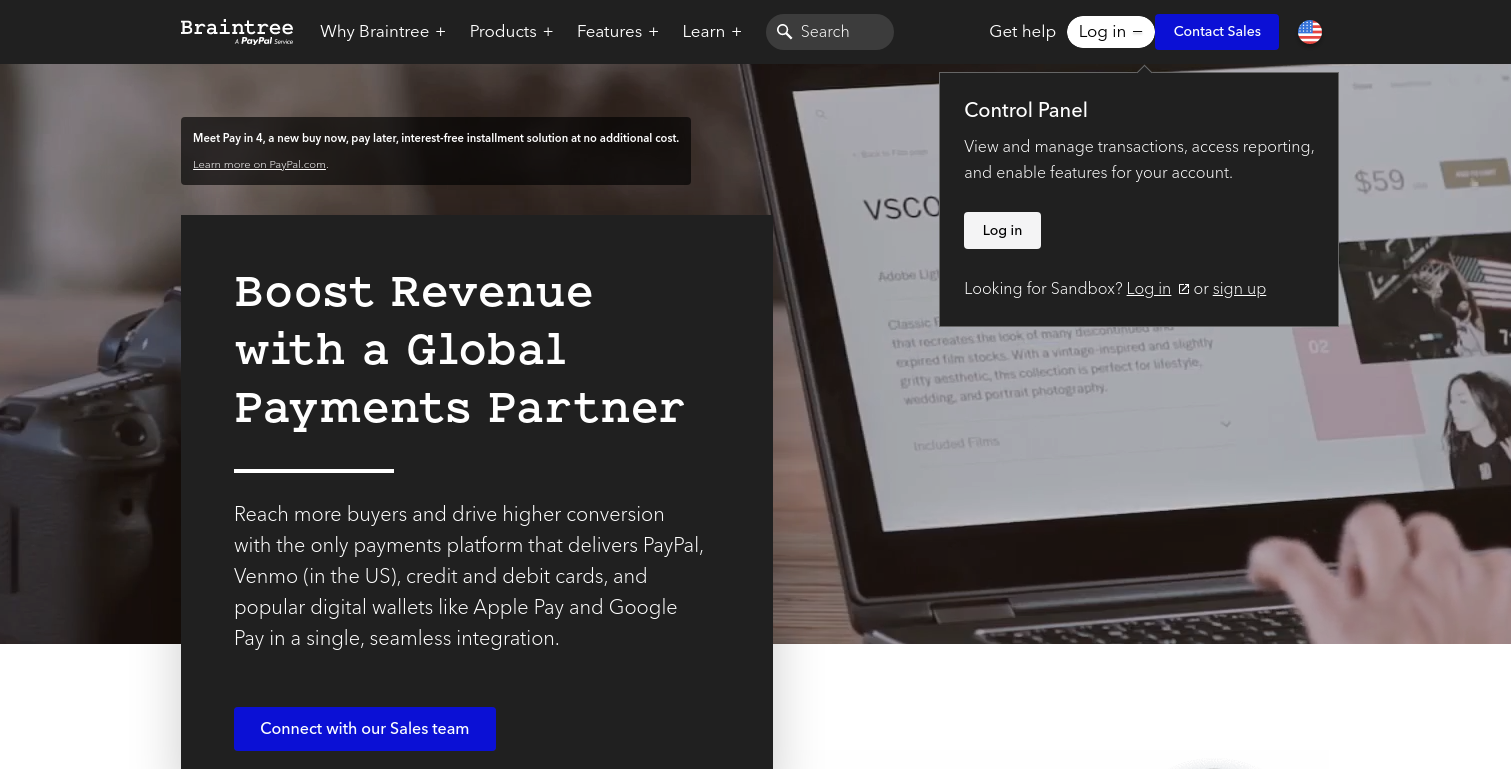 Braintree
A PayPal Service
Why Braintree +
Products +
Features +
Learn +
Search
Get help
Log in −
Contact Sales
Meet Pay in 4, a new buy now, pay later, interest-free installment solution at no additional cost.
Learn more on PayPal.com.
Control Panel
View and manage transactions, access reporting,
and enable features for your account.
Log in
Looking for Sandbox? Log in or sign up
Boost Revenue
with a Global
Payments Partner
Reach more buyers and drive higher conversion
with the only payments platform that delivers PayPal,
Venmo (in the US), credit and debit cards, and
popular digital wallets like Apple Pay and Google
Pay in a single, seamless integration.
Connect with our Sales team
VSCO
$59
Adobe Lig
Classic F
that recreates the look of many discontinued and
expired film stocks. With a vintage-inspired and slightly
gritty aesthetic, this collection is perfect for lifestyle,
wedding, and portrait photography.
02
Included Films